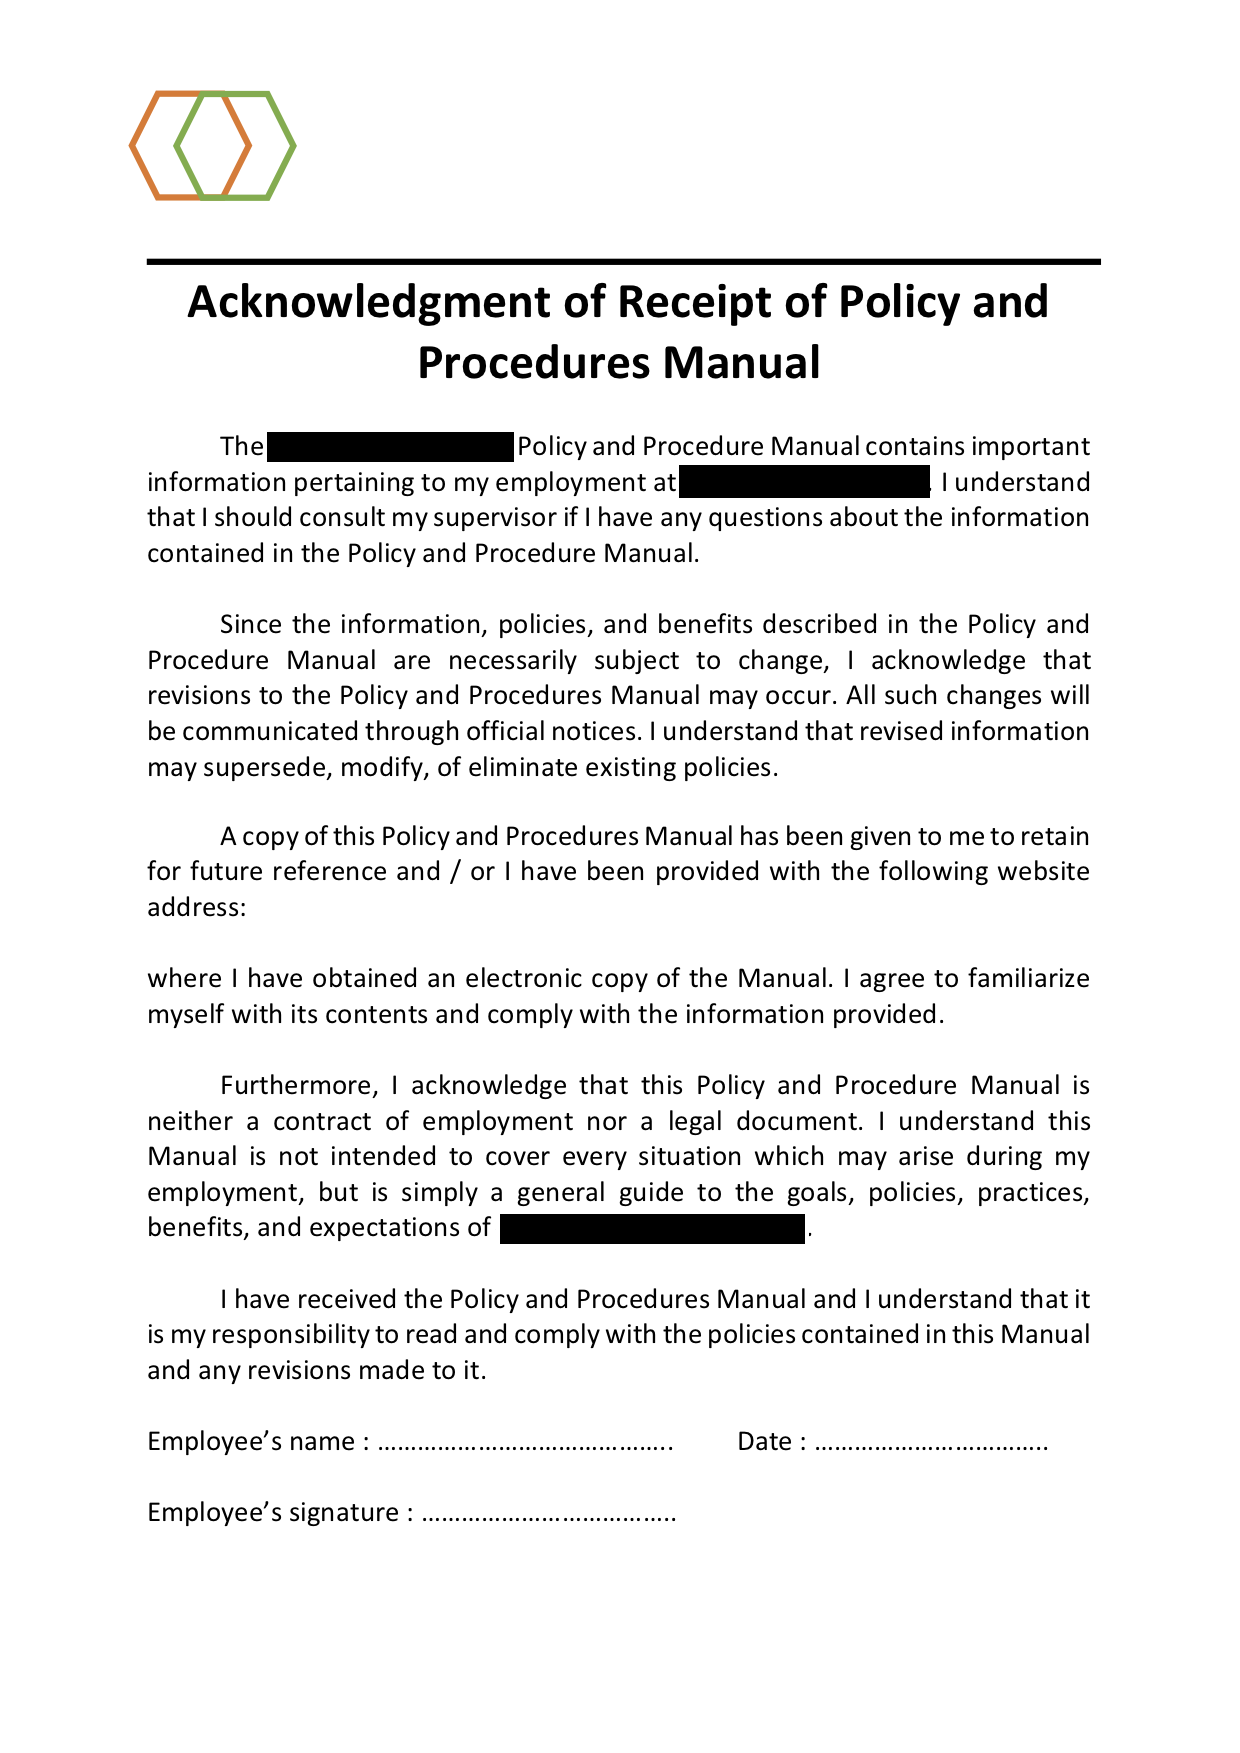 Acknowledgment of Receipt of Policy and
Procedures Manual
The Policy and Procedure Manual contains important
information pertaining to my employment at . I understand
that I should consult my supervisor if I have any questions about the information
contained in the Policy and Procedure Manual.
Since the information, policies, and benefits described in the Policy and
Procedure Manual are necessarily subject to change, I acknowledge that
revisions to the Policy and Procedures Manual may occur. All such changes will
be communicated through official notices. I understand that revised information
may supersede, modify, of eliminate existing policies.
A copy of this Policy and Procedures Manual has been given to me to retain
for future reference and / or I have been provided with the following website
address:
where I have obtained an electronic copy of the Manual. I agree to familiarize
myself with its contents and comply with the information provided.
Furthermore, I acknowledge that this Policy and Procedure Manual is
neither a contract of employment nor a legal document. I understand this
Manual is not intended to cover every situation which may arise during my
employment, but is simply a general guide to the goals, policies, practices,
benefits, and expectations of .
I have received the Policy and Procedures Manual and I understand that it
is my responsibility to read and comply with the policies contained in this Manual
and any revisions made to it.
Employee’s name : …………………………………….. Date : ……………………………..
Employee’s signature : ………………………………..